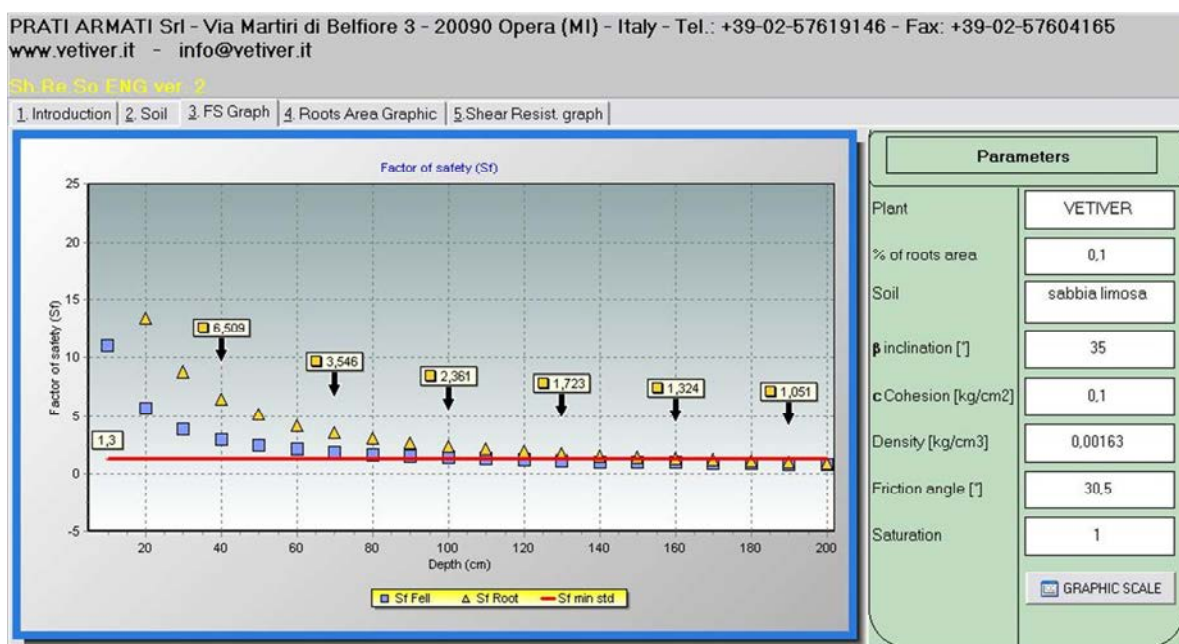 PRATI ARMATI Srl - Via Martiri di Belfiore 3 - 20090 Opera (MI) - Italy - Tel.: +39-02-57619146 - Fax: +39-02-57604165
www.vetiver.it - info@vetiver.it
Sh.Re.So ENG ver. 2
1. Introduction 2. Soil 3. FS Graph 4. Roots Area Graphic 5.Shear Resist. graph
Factor of safety (Sf)
Factor of safety (Sf)
25
20
15
10
5
0
-5
6,509
3,546
2,361
1,723
1,324
1,051
1,3
20 40 60 80 100 120 140 160 180 200
Depth (cm)
Sf Fell Sf Root Sf min std
Parameters
Plant VETIVER
% of roots area 0,1
Soil sabbia limosa
β inclination [°] 35
c Cohesion [kg/cm2] 0,1
Density [kg/cm3] 0,00163
Friction angle [°] 30,5
Saturation 1
GRAPHIC SCALE